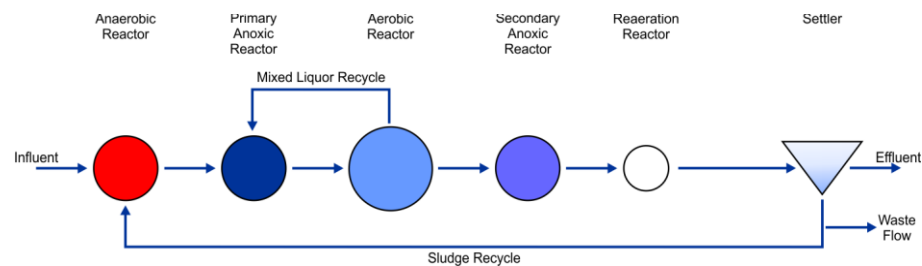 Anaerobic
Reactor
Primary
Anoxic
Reactor
Aerobic
Reactor
Secondary
Anoxic
Reactor
Reaeration
Reactor
Settler
Mixed Liquor Recycle
Influent
Effluent
Waste
Flow
Sludge Recycle